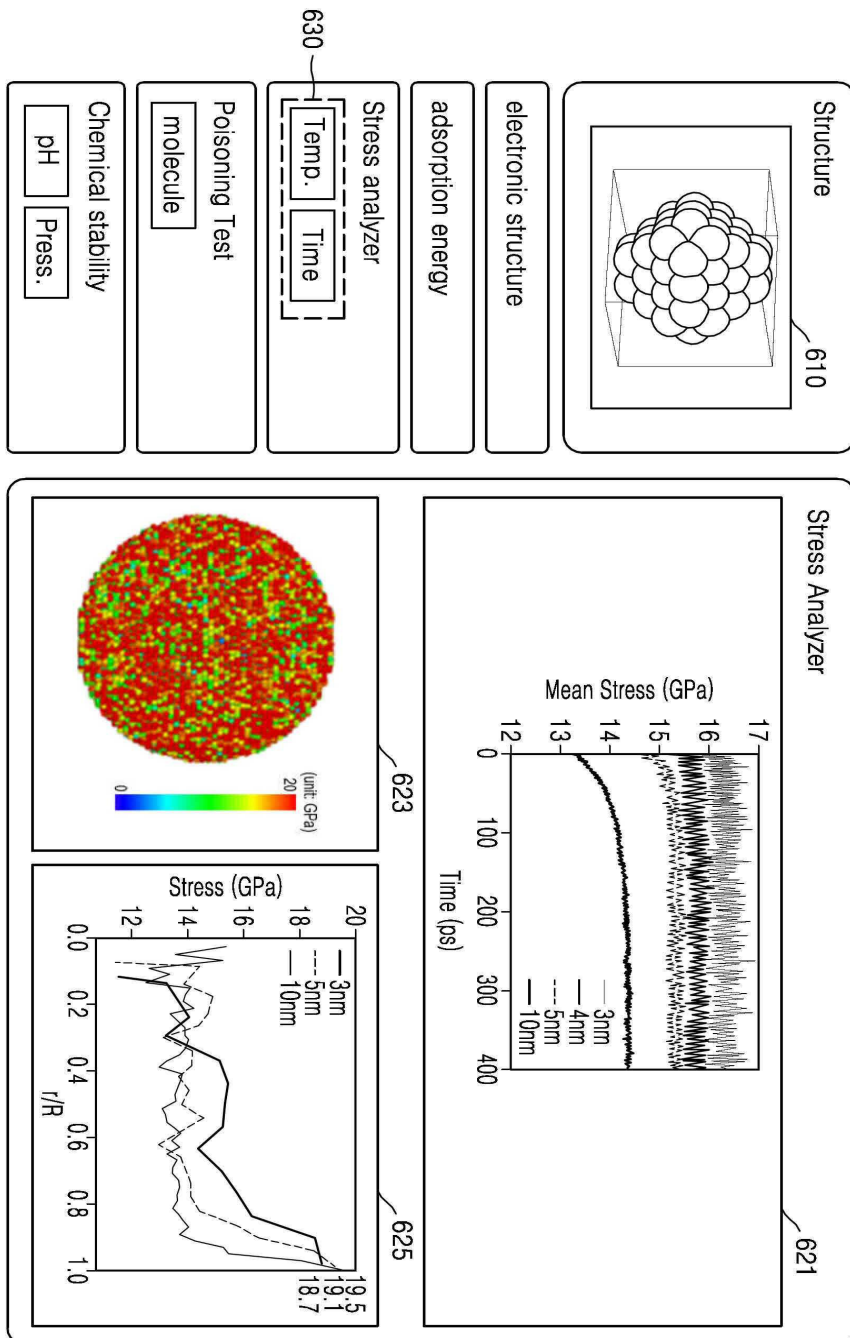 Structure
610
electronic structure
adsorption energy
Stress analyzer
Temp.
Time
630
Poisoning Test
molecule
Chemical stability
pH
Press.
Stress Analyzer
621
Mean Stress (GPa)
17
16
15
14
13
12
0
100
200
300
400
Time (ps)
3nm
4nm
5nm
10nm
623
(unit: GPa)
20
0
625
Stress (GPa)
20
18
16
14
12
0.0
0.2
0.4
0.6
0.8
1.0
r/R
3nm
5nm
10nm
19.5
19.1
18.7